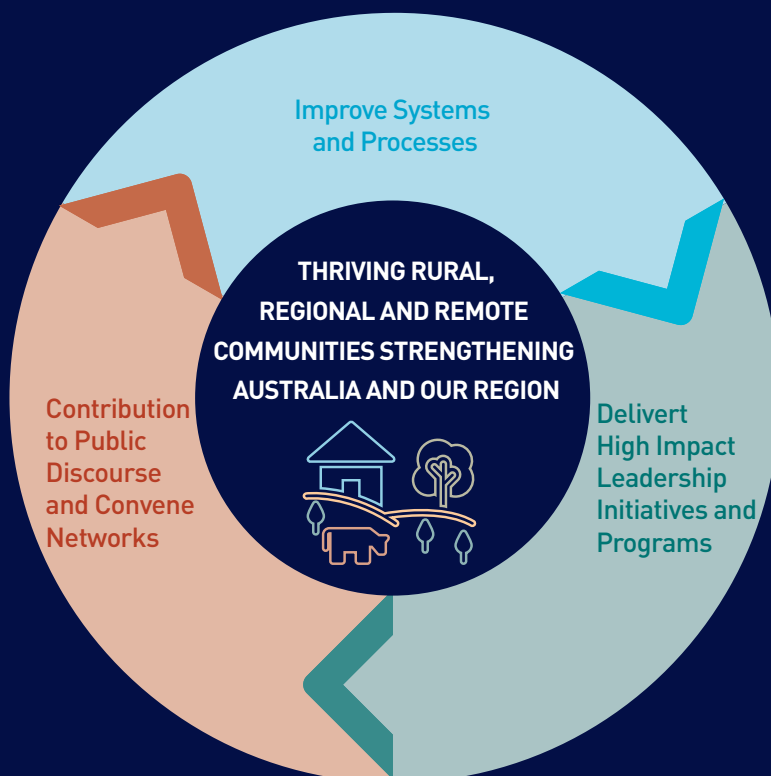 Improve Systems
and Processes
THRIVING RURAL,
REGIONAL AND REMOTE
COMMUNITIES STRENGTHENING
AUSTRALIA AND OUR REGION
Contribution
to Public
Discourse
and Convene
Networks
Delivert
High Impact
Leadership
Initiatives and
Programs